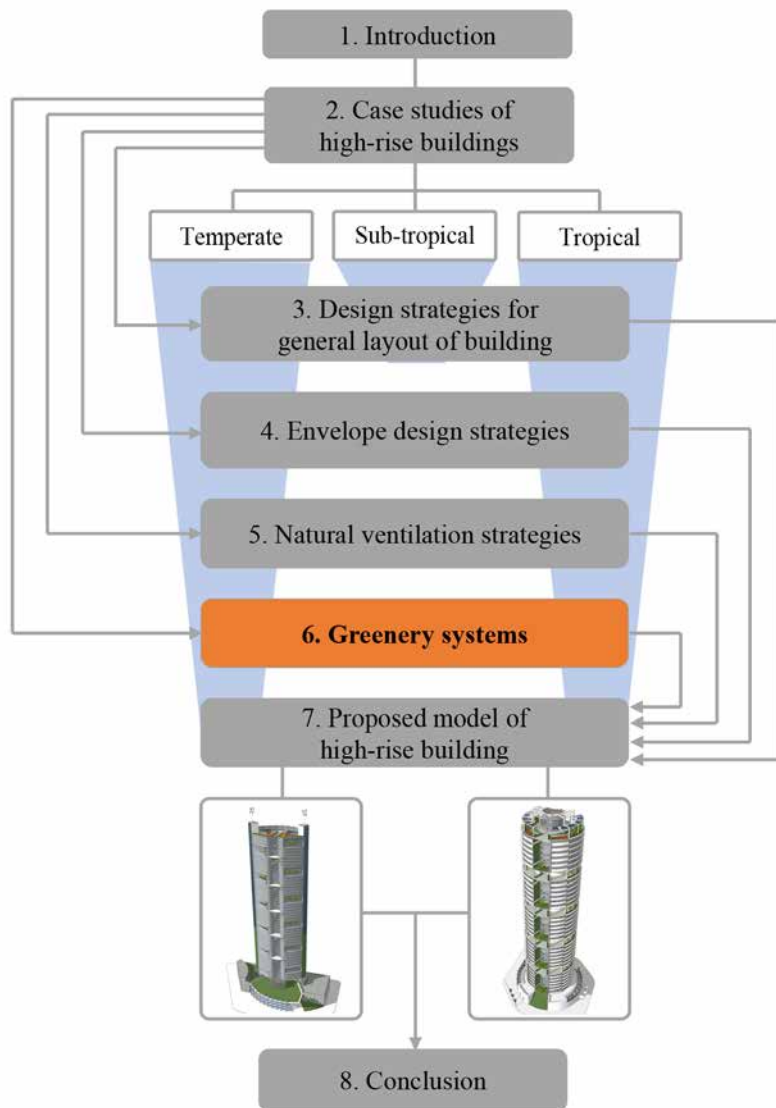 1. Introduction
2. Case studies of
high-rise buildings
Temperate
Sub-tropical
Tropical
3. Design strategies for
general layout of building
4. Envelope design strategies
5. Natural ventilation strategies
6. Greenery systems
7. Proposed model of
high-rise building
8. Conclusion